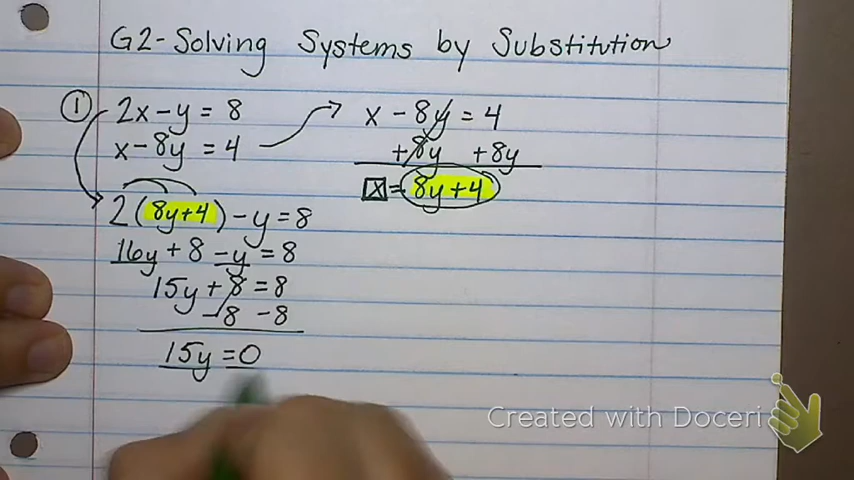 G2-Solving Systems by Substitution
① 2x - y = 8
x - 8y = 4
2(8y+4) - y = 8
16y + 8 - y = 8
15y + 8 = 8
-8 -8
15y = 0
x - 8y = 4
+8y +8y
x = 8y+4
Created with Doceri